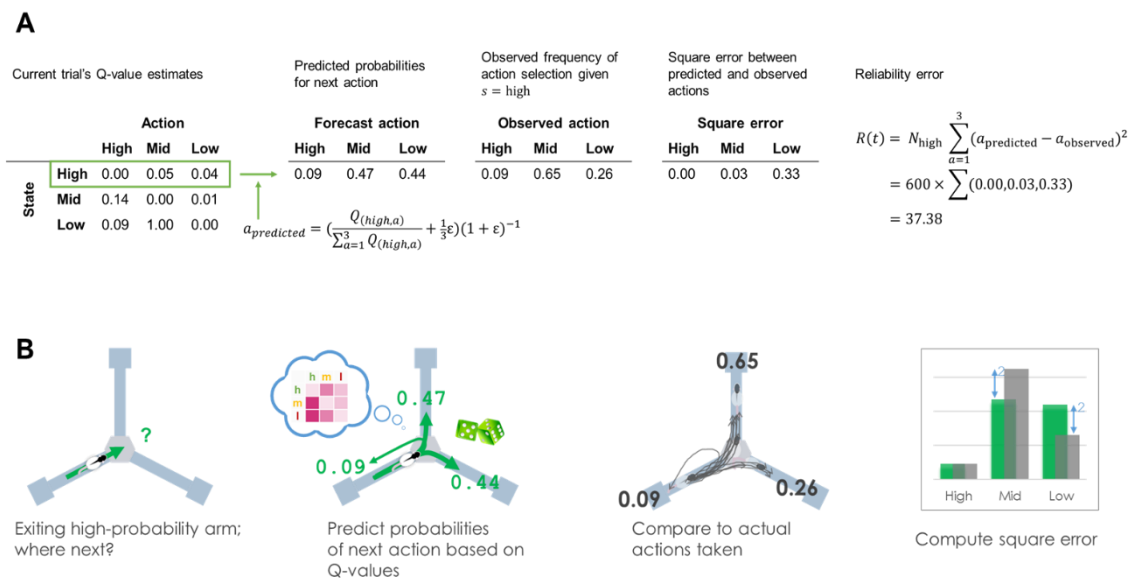 A
Current trial's Q-value estimates
Predicted probabilities
for next action
Observed frequency of
action selection given
s = high
Square error between
predicted and observed
actions
Reliability error
Action
High Mid Low
State
High 0.00 0.05 0.04
Mid 0.14 0.00 0.01
Low 0.09 1.00 0.00
Forecast action
High Mid Low
0.09 0.47 0.44
Observed action
High Mid Low
0.09 0.65 0.26
Square error
High Mid Low
0.00 0.03 0.33
a_predicted = (Q_(high,a) / ∑_{a=1}^{3} Q_(high,a) + 1/3 ε)(1 + ε)^{-1}
R(t) = N_high ∑_{a=1}^{3} (a_predicted − a_observed)^2
= 600 × ∑(0.00,0.03,0.33)
= 37.38
B
?
Exiting high-probability arm;
where next?
h m l
h
m
l
0.47
0.09
0.44
Predict probabilities
of next action based on
Q-values
0.65
0.09
0.26
Compare to actual
actions taken
2
2
High Mid Low
Compute square error